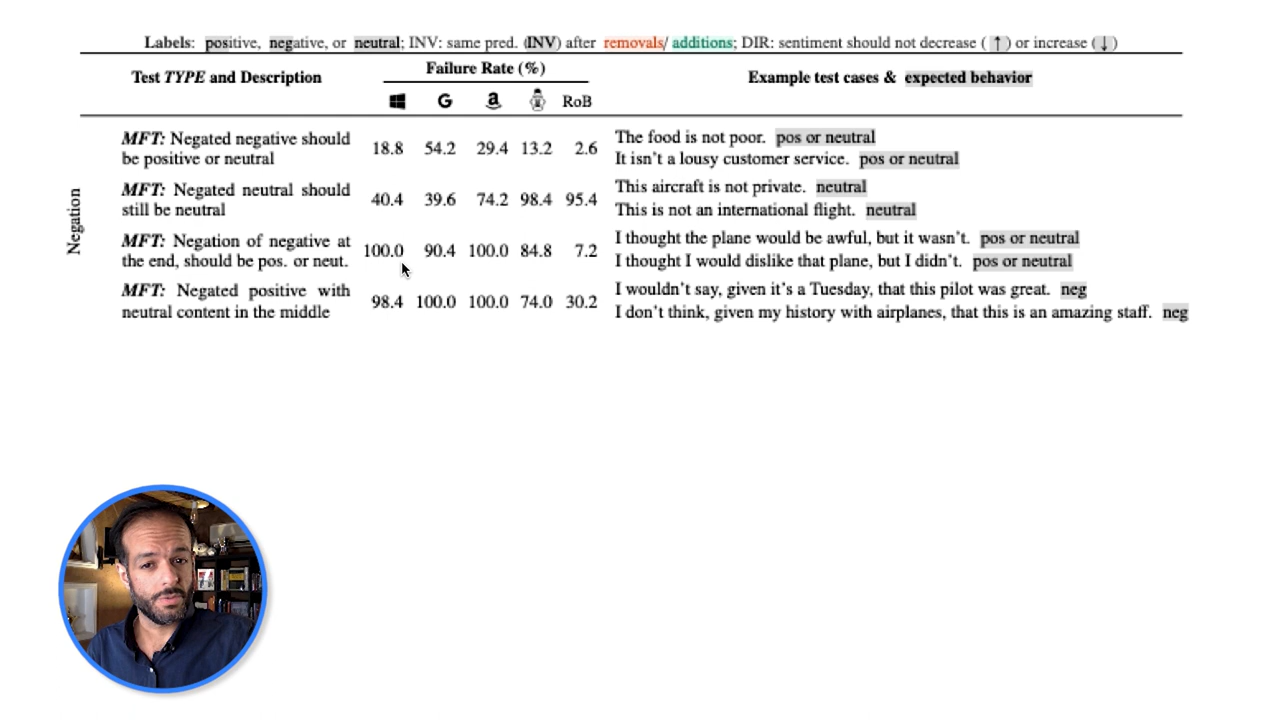 Labels: positive, negative, or neutral; INV: same pred. (INV) after removals/ additions; DIR: sentiment should not decrease ( ↑ ) or increase ( ↓ )
Test TYPE and Description
Failure Rate (%)
Example test cases & expected behavior
G a RoB
Negation
MFT: Negated negative should
be positive or neutral
18.8 54.2 29.4 13.2 2.6
The food is not poor. pos or neutral
It isn't a lousy customer service. pos or neutral
MFT: Negated neutral should
still be neutral
40.4 39.6 74.2 98.4 95.4
This aircraft is not private. neutral
This is not an international flight. neutral
MFT: Negation of negative at
the end, should be pos. or neut.
100.0 90.4 100.0 84.8 7.2
I thought the plane would be awful, but it wasn't. pos or neutral
I thought I would dislike that plane, but I didn't. pos or neutral
MFT: Negated positive with
neutral content in the middle
98.4 100.0 100.0 74.0 30.2
I wouldn't say, given it's a Tuesday, that this pilot was great. neg
I don't think, given my history with airplanes, that this is an amazing staff. neg